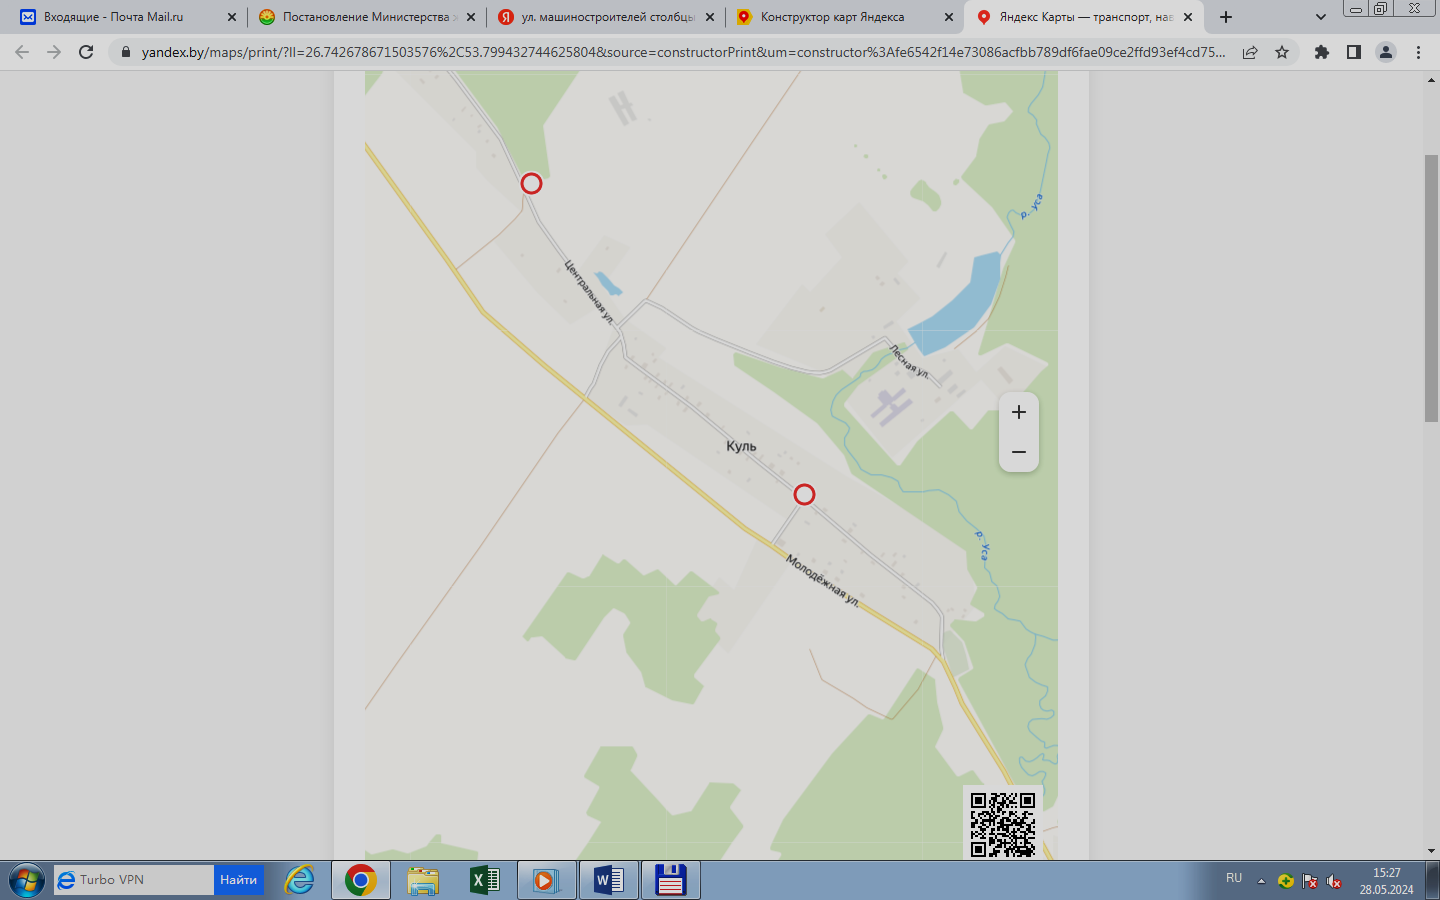 Входящие - Почта Mail.ru
Постановление Министерства
ул. машиностроителей столбцы
Конструктор карт Яндекса
Яндекс Карты — транспорт, нав
yandex.by/maps/print/?ll=26.742678671503576%2C53.799432744625804&source=constructorPrint&um=constructor%3Afe6542f14e73086acfbb789df6fae09ce2ffd93ef4cd75...
р. Уса
Центральная ул.
Лесная ул.
Куль
р. Уса
Молодёжная ул.
Turbo VPN
Найти
RU
15:27
28.05.2024